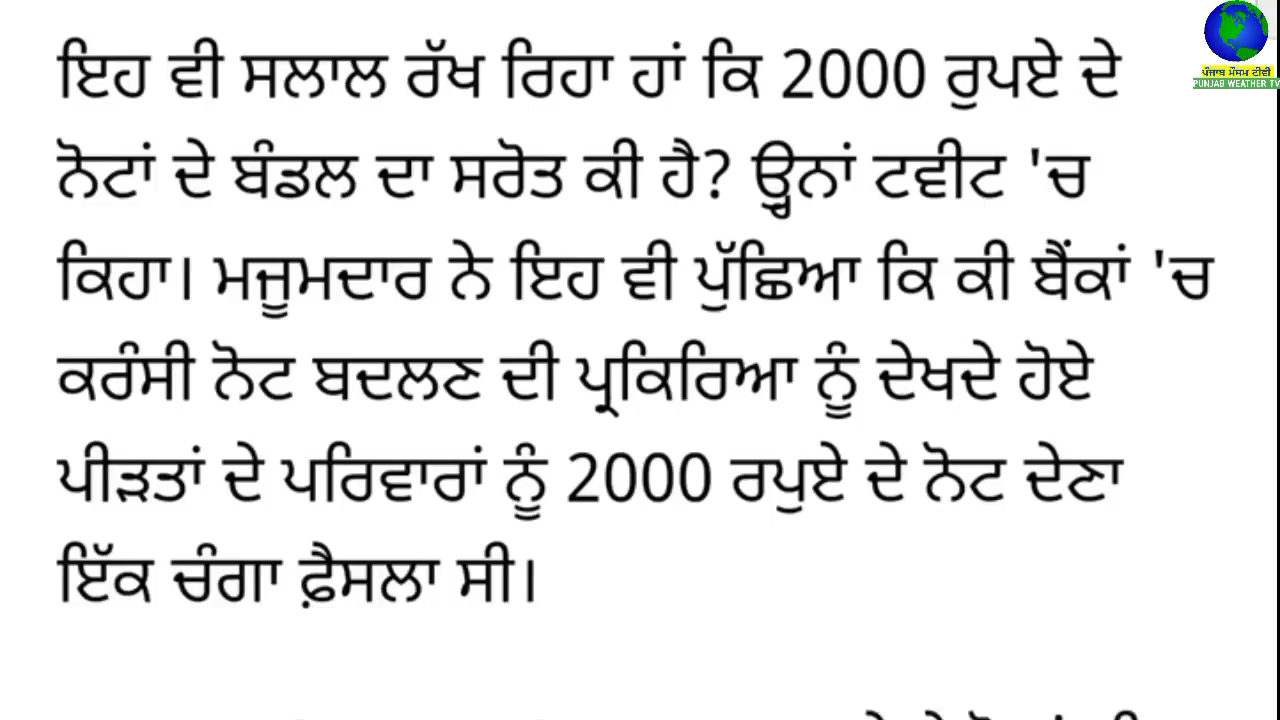 ਪੰਜਾਬ ਮੌਸਮ ਟੀਵੀ
PUNJAB WEATHER TV
ਇਹ ਵੀ ਸਲਾਲ ਰੱਖ ਰਿਹਾ ਹਾਂ ਕਿ 2000 ਰੁਪਏ ਦੇ
ਨੋਟਾਂ ਦੇ ਬੰਡਲ ਦਾ ਸਰੋਤ ਕੀ ਹੈ? ਉਨ੍ਹਾਂ ਟਵੀਟ 'ਚ
ਕਿਹਾ। ਮਜੂਮਦਾਰ ਨੇ ਇਹ ਵੀ ਪੁੱਛਿਆ ਕਿ ਕੀ ਬੈਂਕਾਂ 'ਚ
ਕਰੰਸੀ ਨੋਟ ਬਦਲਣ ਦੀ ਪ੍ਰਕਿਰਿਆ ਨੂੰ ਦੇਖਦੇ ਹੋਏ
ਪੀੜਤਾਂ ਦੇ ਪਰਿਵਾਰਾਂ ਨੂੰ 2000 ਰਪੁਏ ਦੇ ਨੋਟ ਦੇਣਾ
ਇੱਕ ਚੰਗਾ ਫ਼ੈਸਲਾ ਸੀ।